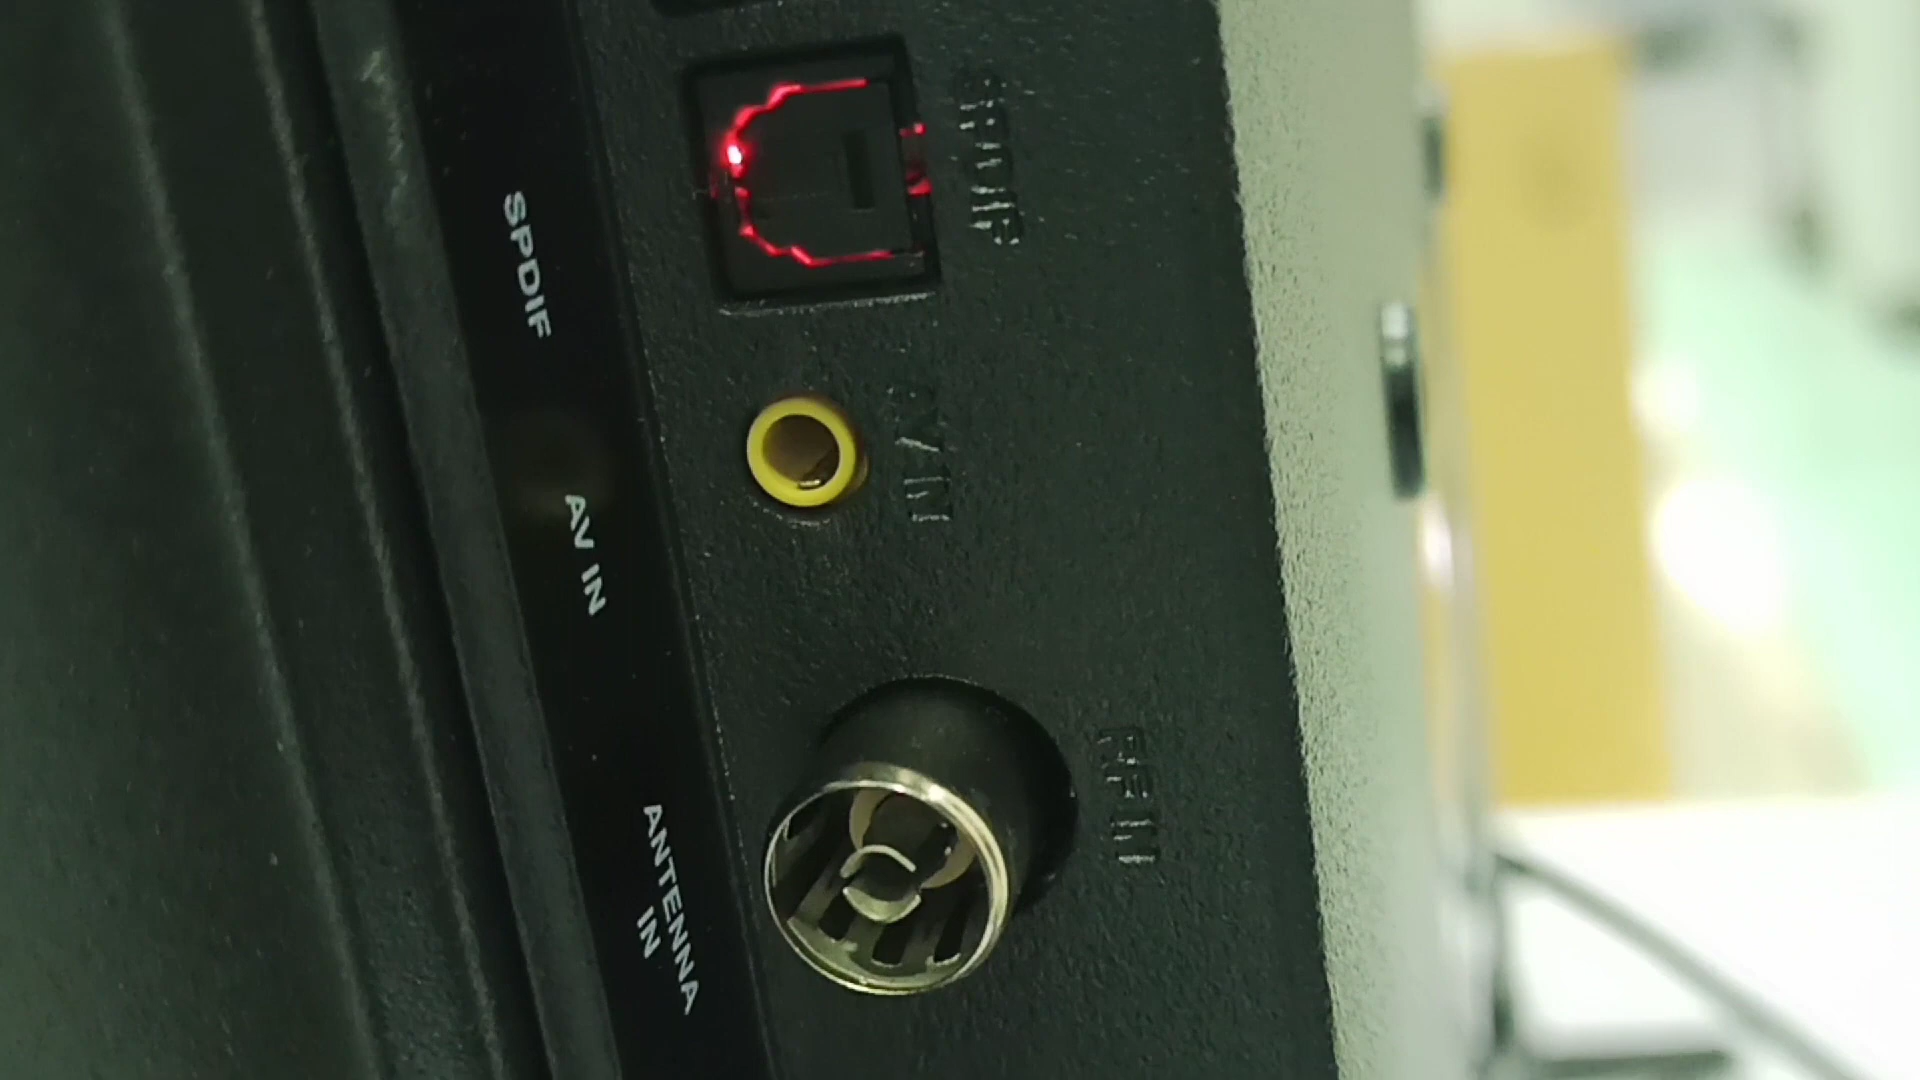 SPDIF
SPDIF
AV IN
AV IN
ANTENNA
IN
RF IN